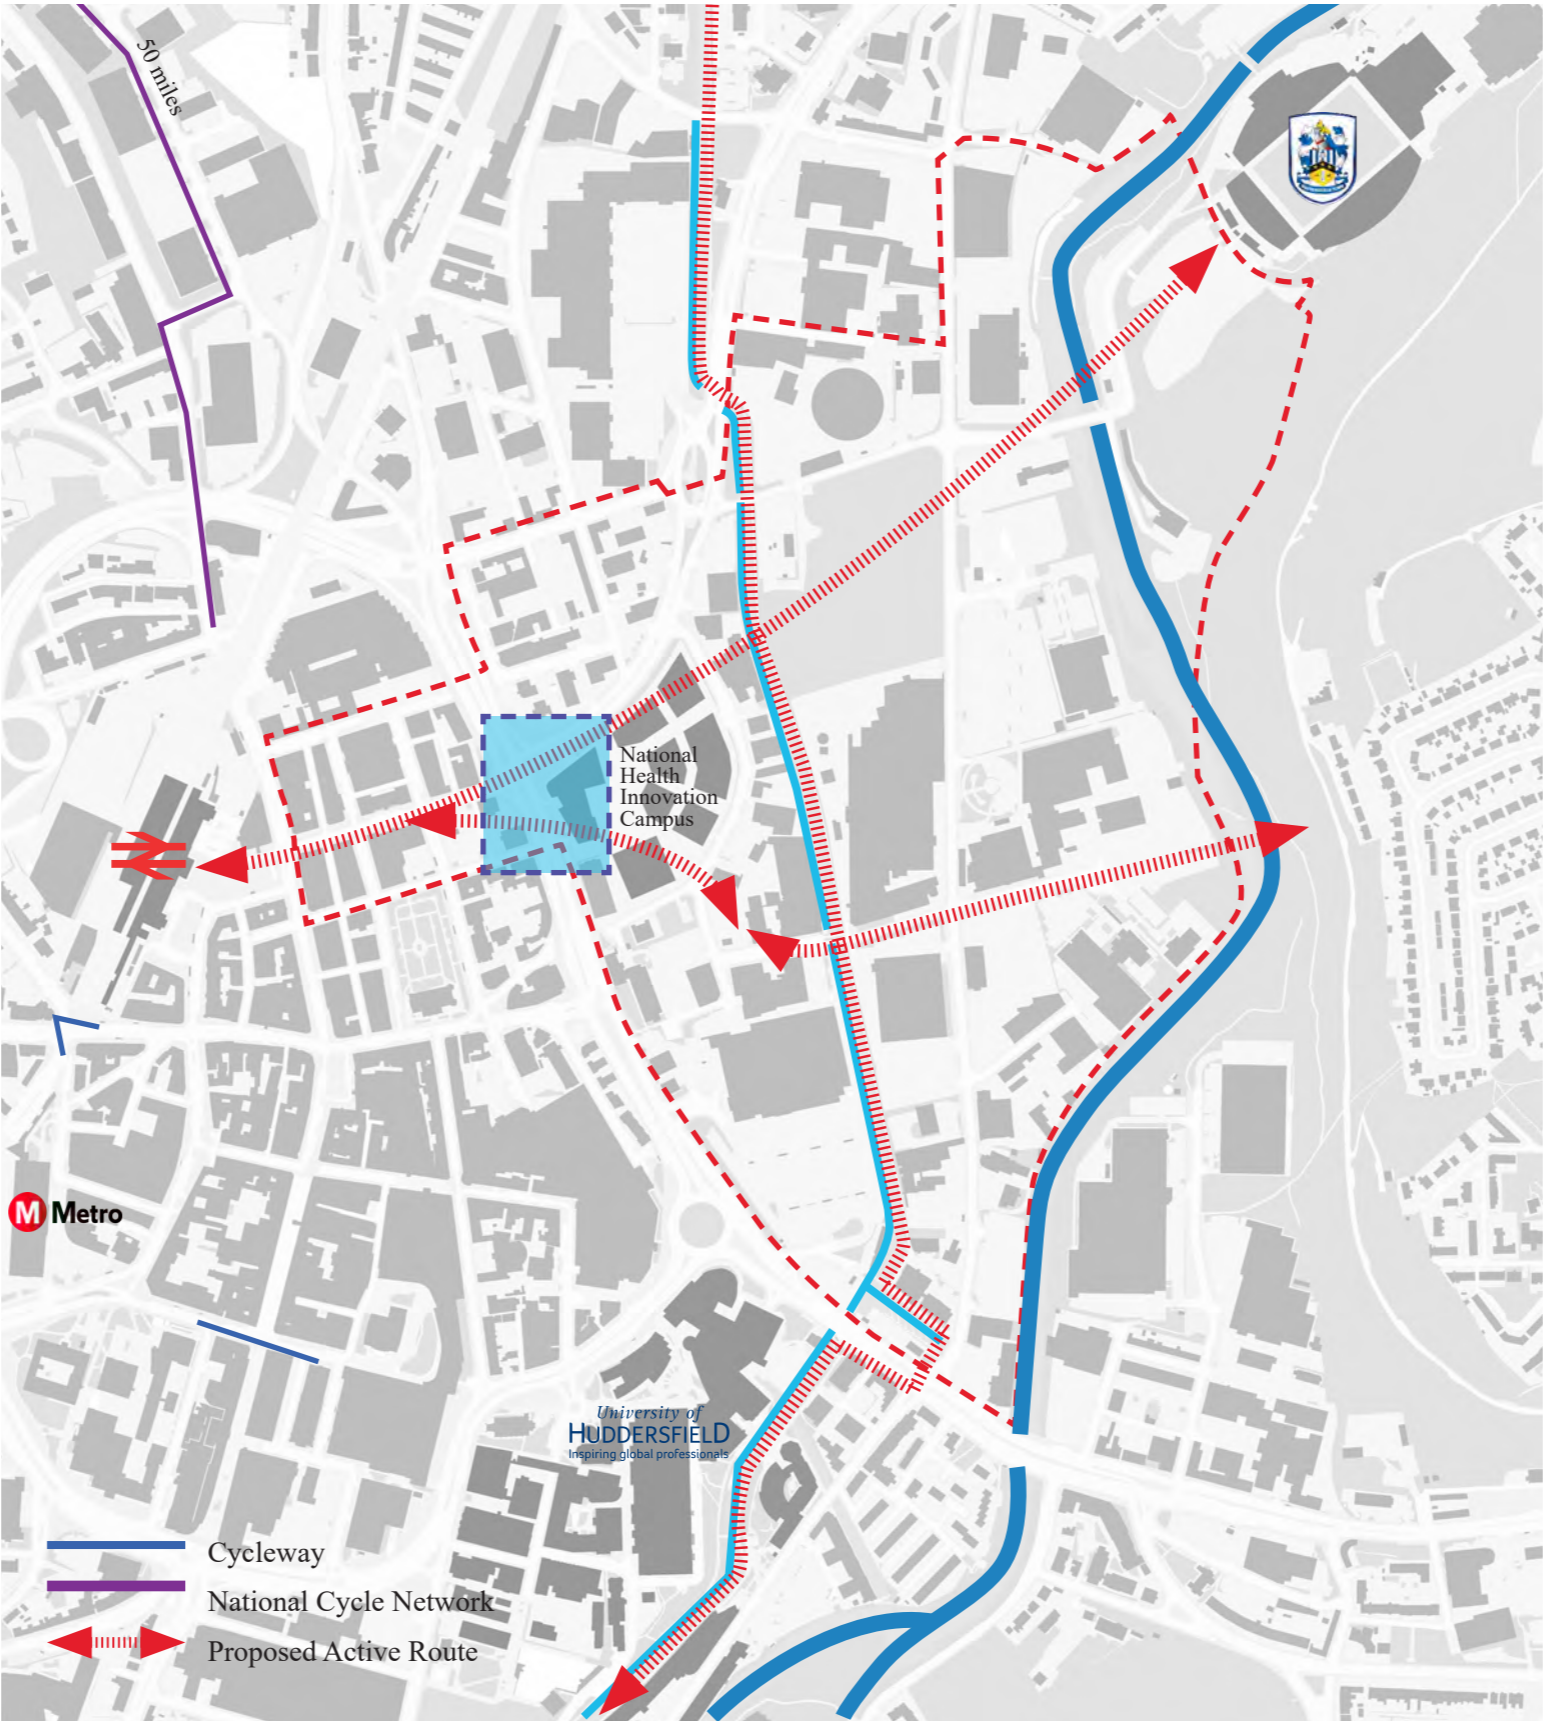 50 miles
National
Health
Innovation
Campus
M Metro
University of
HUDDERSFIELD
Inspiring global professionals
Cycleway
National Cycle Network
Proposed Active Route